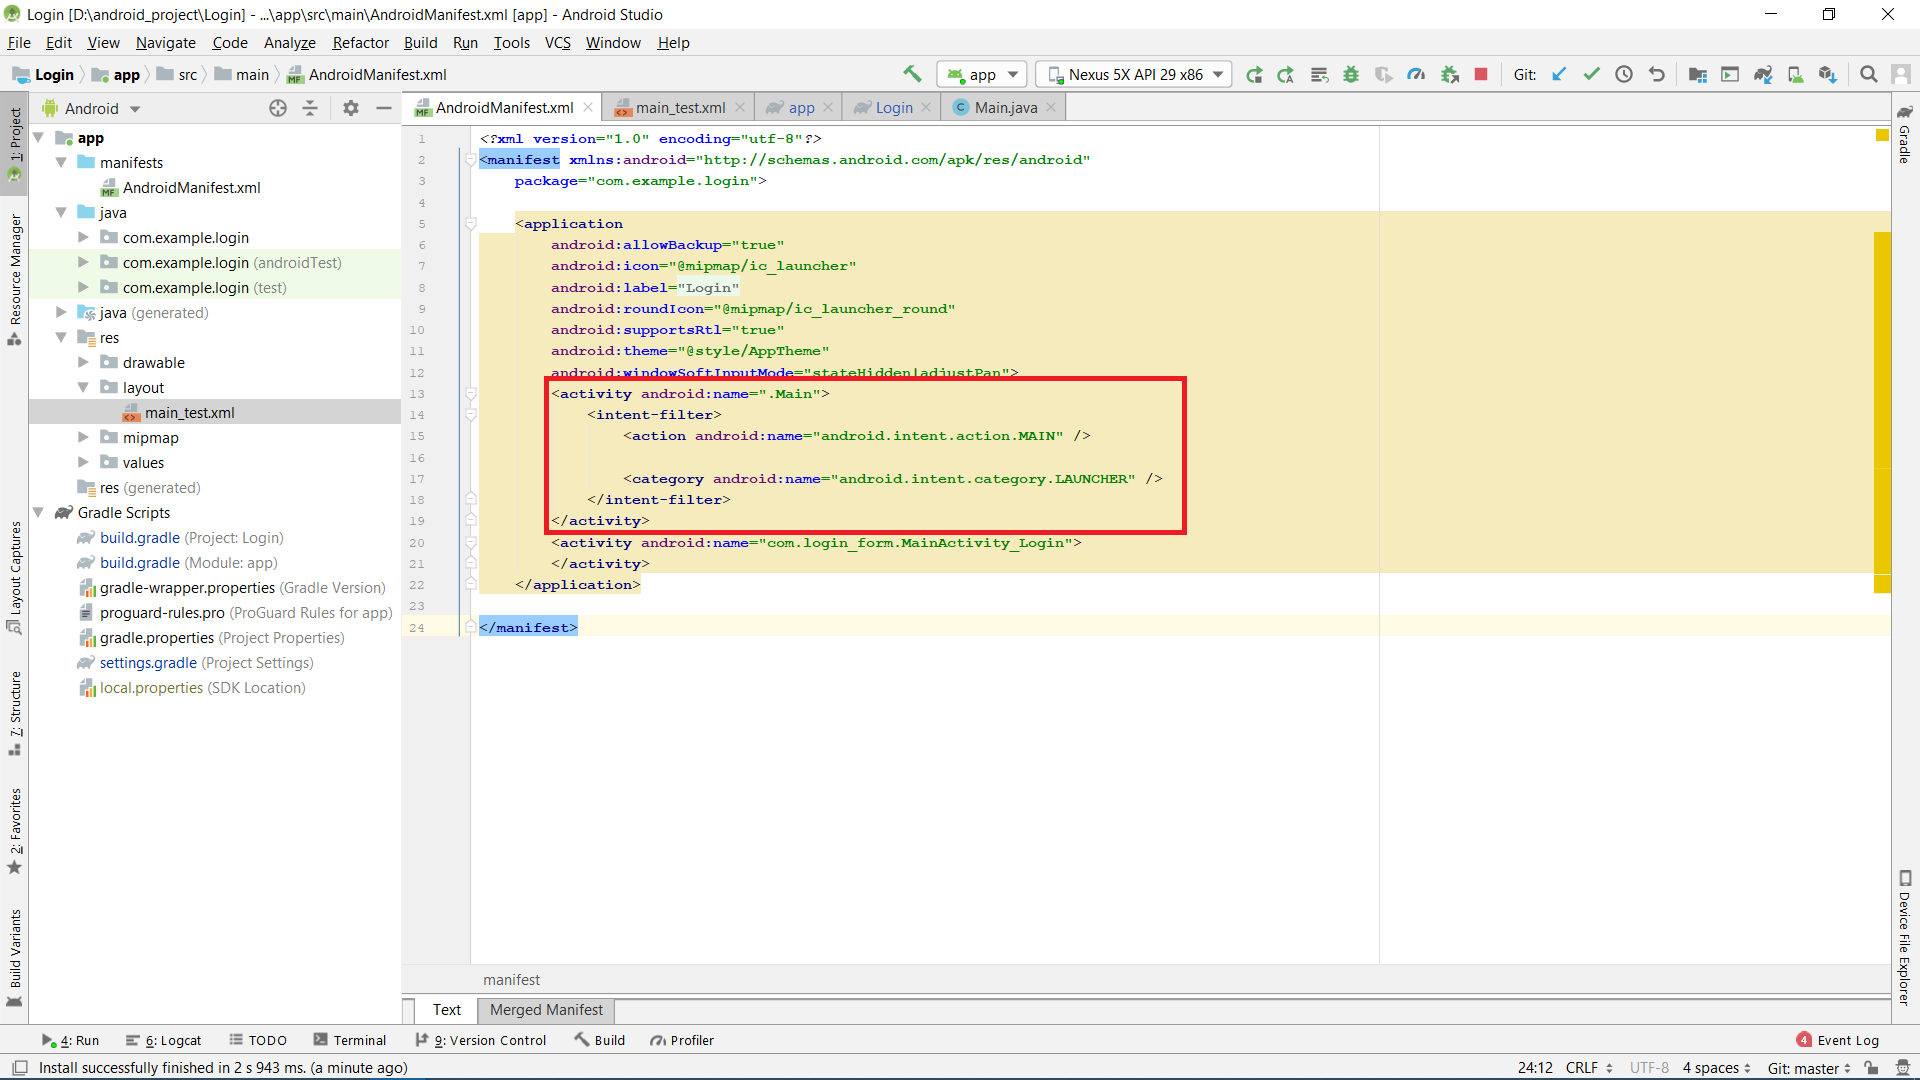 Login [D:\android_project\Login] - ...\app\src\main\AndroidManifest.xml [app] - Android Studio
File Edit View Navigate Code Analyze Refactor Build Run Tools VCS Window Help
Login app src main AndroidManifest.xml
app
Nexus 5X API 29 x86
Git:
1: Project
Resource Manager
Layout Captures
7: Structure
2: Favorites
Build Variants
Android
app
manifests
AndroidManifest.xml
java
com.example.login
com.example.login (androidTest)
com.example.login (test)
java (generated)
res
drawable
layout
main_test.xml
mipmap
values
res (generated)
Gradle Scripts
build.gradle (Project: Login)
build.gradle (Module: app)
gradle-wrapper.properties (Gradle Version)
proguard-rules.pro (ProGuard Rules for app)
gradle.properties (Project Properties)
settings.gradle (Project Settings)
local.properties (SDK Location)
AndroidManifest.xml main_test.xml app Login Main.java
1 <?xml version="1.0" encoding="utf-8"?>
2 <manifest xmlns:android="http://schemas.android.com/apk/res/android"
3 package="com.example.login">
4
5 <application
6 android:allowBackup="true"
7 android:icon="@mipmap/ic_launcher"
8 android:label="Login"
9 android:roundIcon="@mipmap/ic_launcher_round"
10 android:supportsRtl="true"
11 android:theme="@style/AppTheme"
12 android:windowSoftInputMode="stateHidden|adjustPan">
13 <activity android:name=".Main">
14 <intent-filter>
15 <action android:name="android.intent.action.MAIN" />
16
17 <category android:name="android.intent.category.LAUNCHER" />
18 </intent-filter>
19 </activity>
20 <activity android:name="com.login_form.MainActivity_Login">
21 </activity>
22 </application>
23
24 </manifest>
manifest
Text Merged Manifest
Gradle
Device File Explorer
4: Run 6: Logcat TODO Terminal 9: Version Control Build Profiler
4 Event Log
Install successfully finished in 2 s 943 ms. (a minute ago)
24:12 CRLF UTF-8 4 spaces Git: master